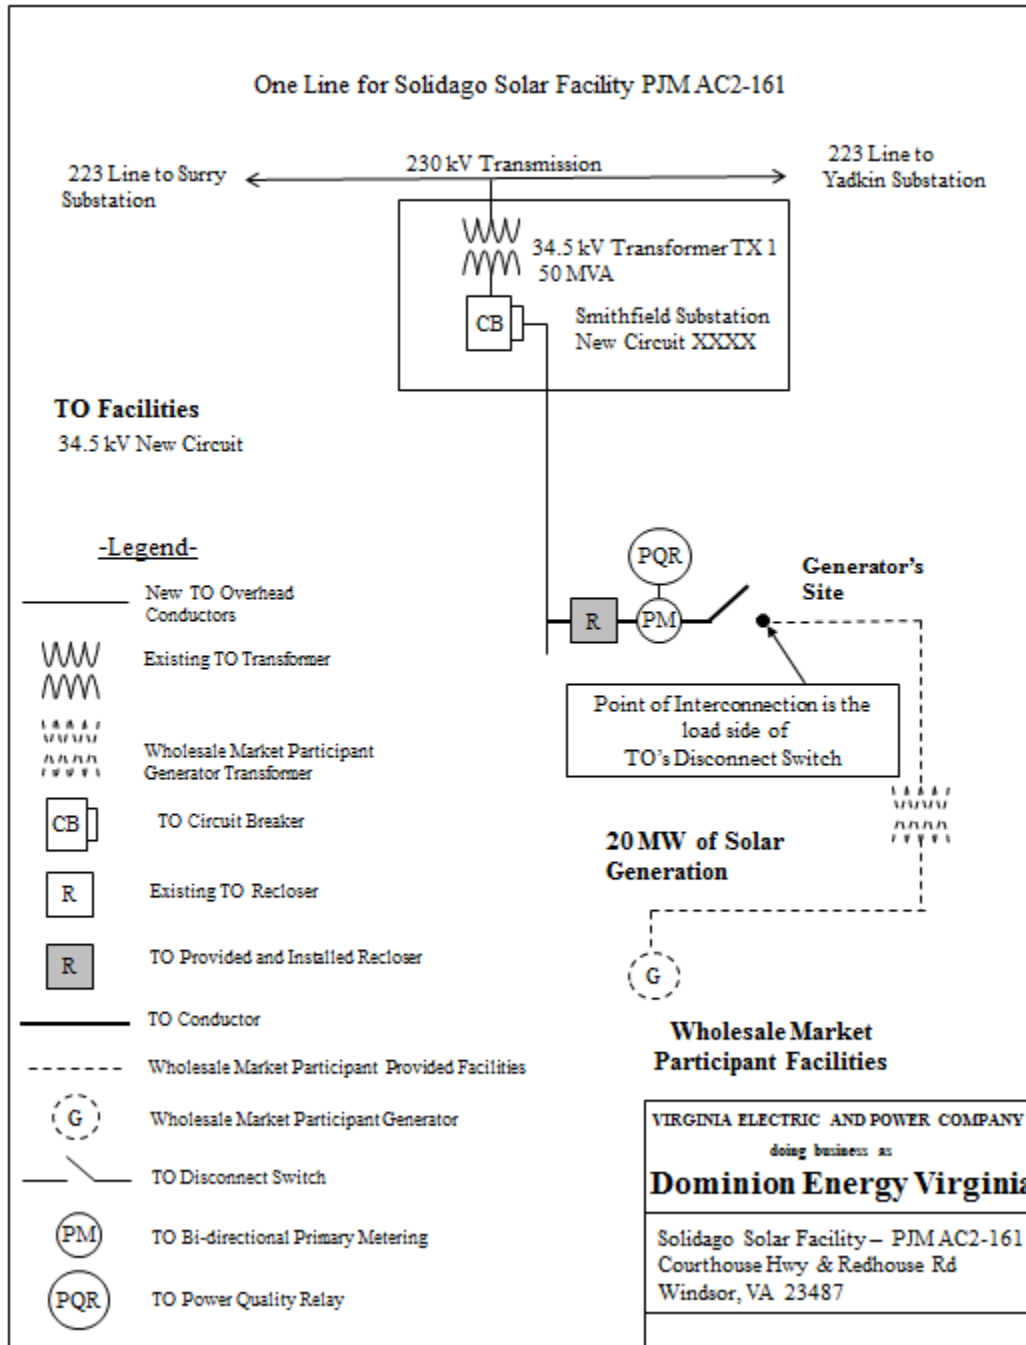 One Line for Solidago Solar Facility PJM AC2-161
223 Line to Surry
Substation
230 kV Transmission
223 Line to
Yadkin Substation
34.5 kV Transformer TX 1
50 MVA
CB
Smithfield Substation
New Circuit XXXX
TO Facilities
34.5 kV New Circuit
-Legend-
New TO Overhead
Conductors
Existing TO Transformer
Wholesale Market Participant
Generator Transformer
CB
TO Circuit Breaker
R
Existing TO Recloser
R
TO Provided and Installed Recloser
TO Conductor
Wholesale Market Participant Provided Facilities
G
Wholesale Market Participant Generator
TO Disconnect Switch
PM
TO Bi-directional Primary Metering
PQR
TO Power Quality Relay
PQR
R
PM
Generator's
Site
Point of Interconnection is the
load side of
TO's Disconnect Switch
20 MW of Solar
Generation
G
Wholesale Market
Participant Facilities
VIRGINIA ELECTRIC AND POWER COMPANY
doing business as
Dominion Energy Virginia
Solidago Solar Facility – PJM AC2-161
Courthouse Hwy & Redhouse Rd
Windsor, VA 23487